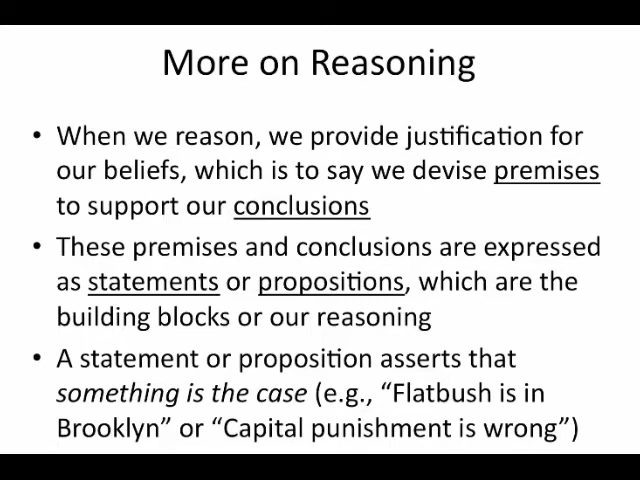 More on Reasoning
• When we reason, we provide justification for
our beliefs, which is to say we devise premises
to support our conclusions
• These premises and conclusions are expressed
as statements or propositions, which are the
building blocks or our reasoning
• A statement or proposition asserts that
something is the case (e.g., “Flatbush is in
Brooklyn” or “Capital punishment is wrong”)